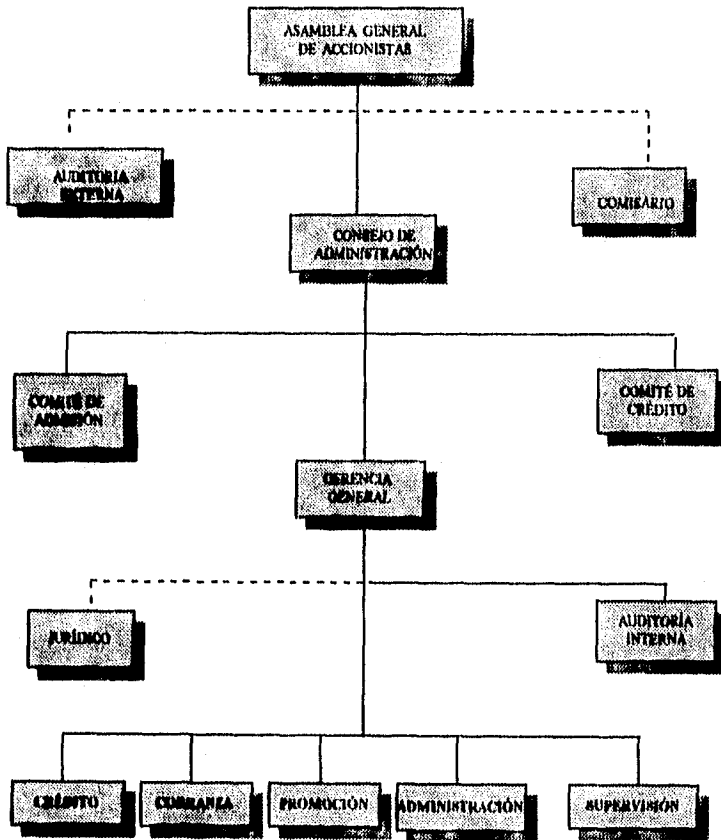 ASAMBLEA GENERAL
DE ACCIONISTAS
AUDITORIA
EXTERNA
COMISARIO
CONSEJO DE
ADMINISTRACIÓN
COMITÉ DE
ADMISIÓN
COMITÉ DE
CRÉDITO
GERENCIA
GENERAL
JURÍDICO
AUDITORÍA
INTERNA
CRÉDITO
COBRANZA
PROMOCIÓN
ADMINISTRACIÓN
SUPERVISIÓN